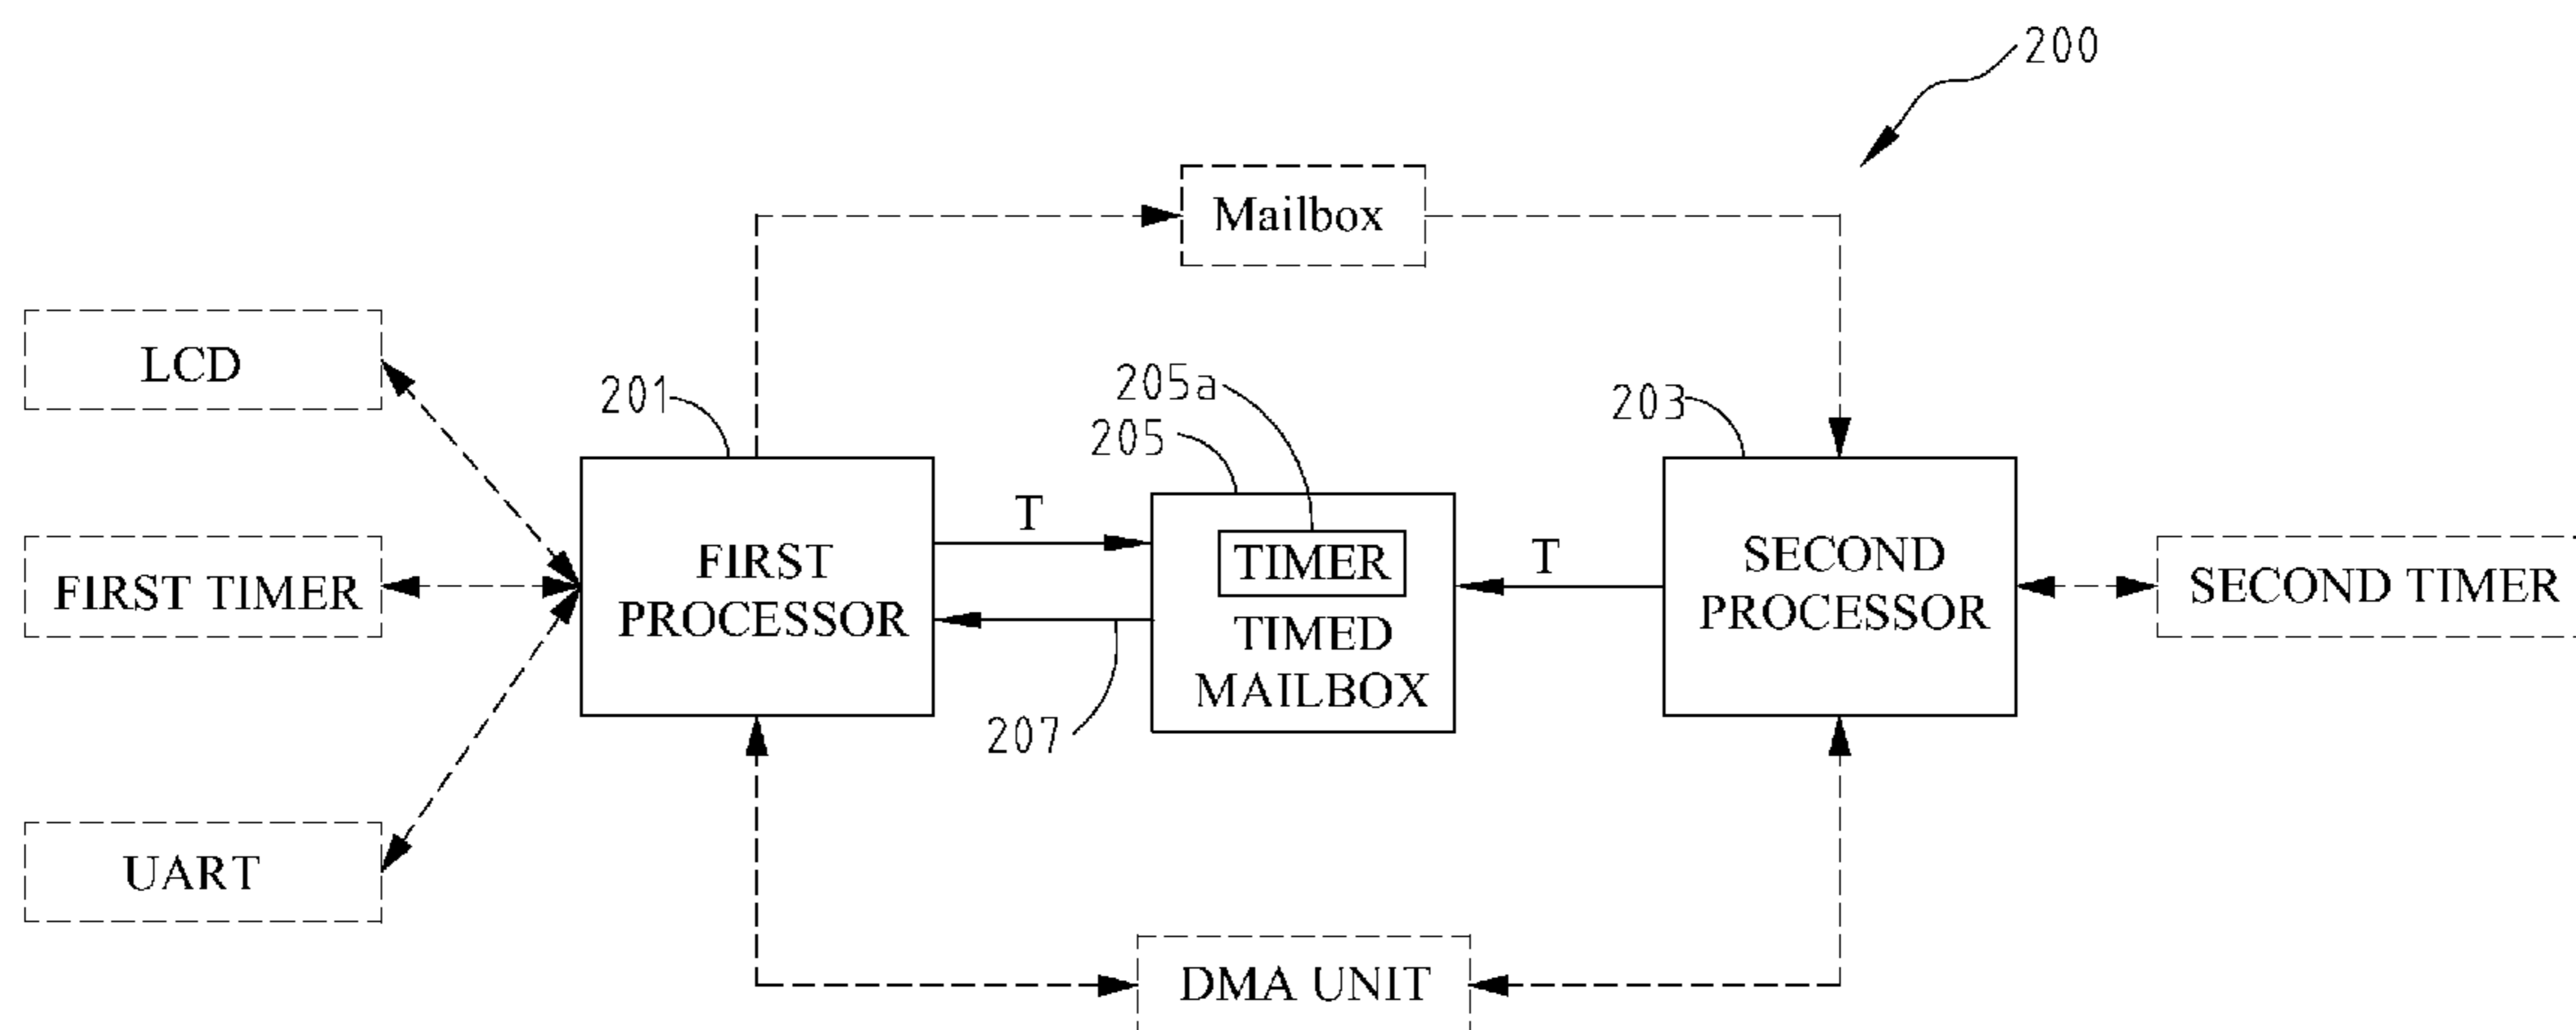 200
Mailbox
LCD
201
205a
205
203
T
FIRST
PROCESSOR
TIMER
TIMED
MAILBOX
T
SECOND
PROCESSOR
FIRST TIMER
SECOND TIMER
207
UART
DMA UNIT